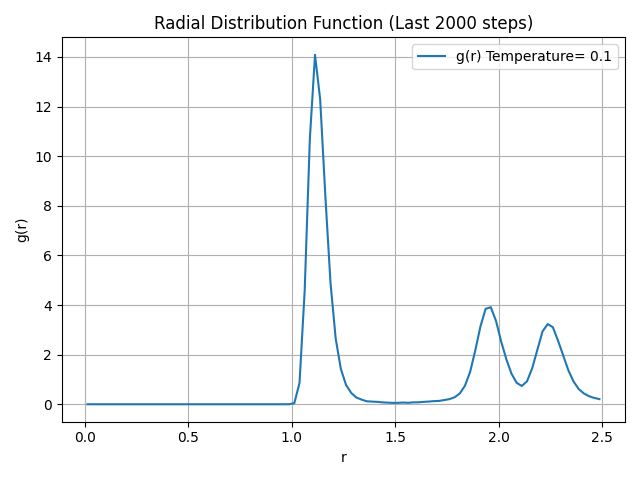 Radial Distribution Function (Last 2000 steps)
g(r) Temperature= 0.1
14
12
10
8
6
4
2
0
g(r)
0.0 0.5 1.0 1.5 2.0 2.5
r